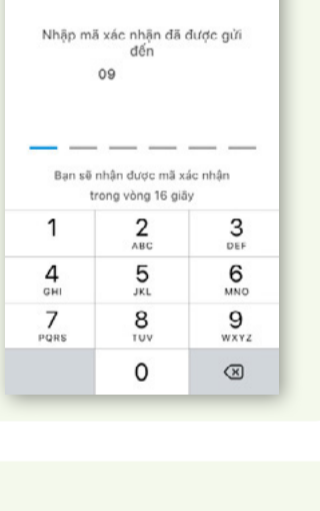 Nhập mã xác nhận đã được gửi
đến
09
Bạn sẽ nhận được mã xác nhận
trong vòng 16 giây
1 2 3
ABC DEF
4 5 6
GHI JKL MNO
7 8 9
PQRS TUV WXYZ
0